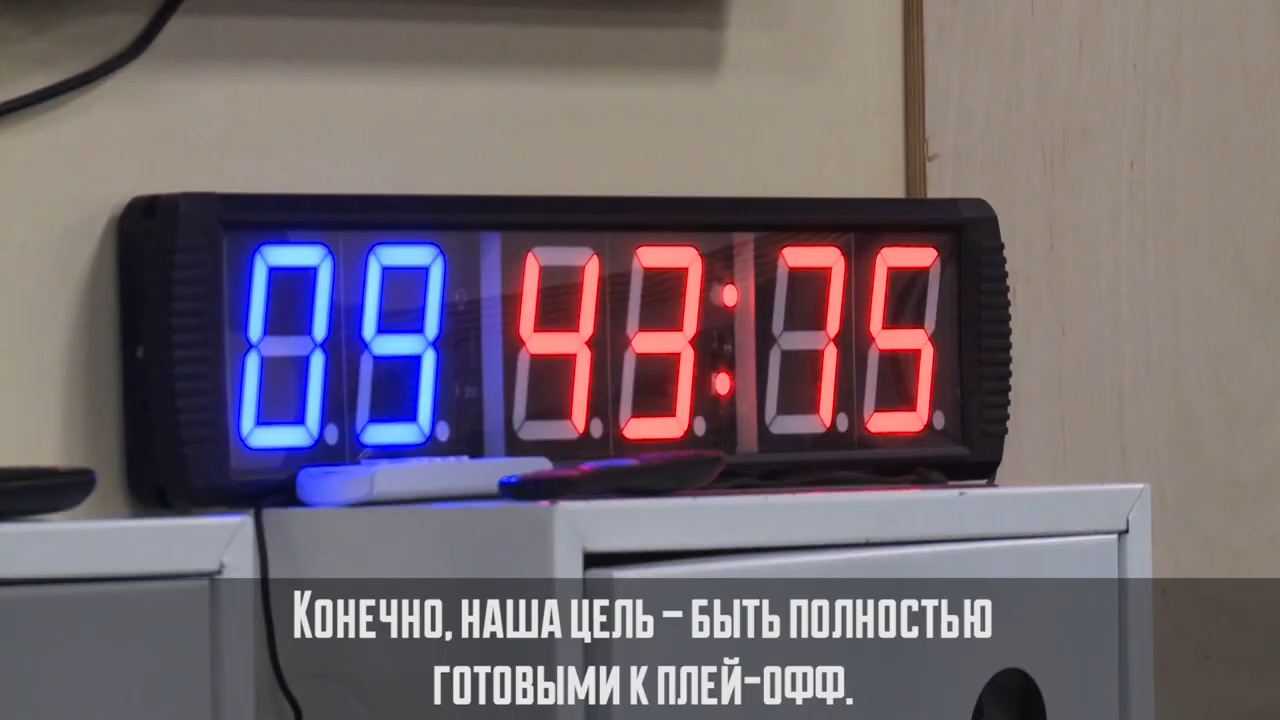 09 43:75
Конечно, наша цель – быть полностью
готовыми к плей-офф.